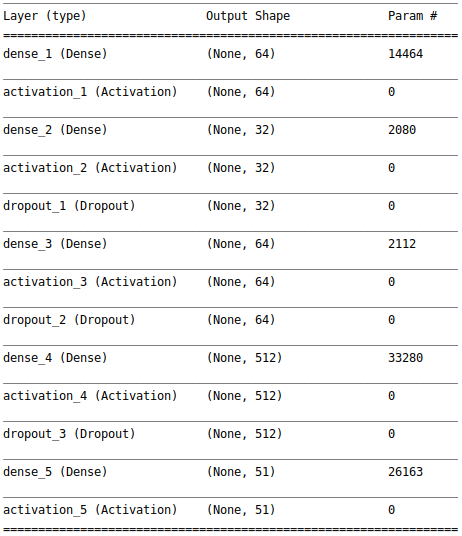 Layer (type) Output Shape Param #
=================================================================
dense_1 (Dense) (None, 64) 14464
activation_1 (Activation) (None, 64) 0
dense_2 (Dense) (None, 32) 2080
activation_2 (Activation) (None, 32) 0
dropout_1 (Dropout) (None, 32) 0
dense_3 (Dense) (None, 64) 2112
activation_3 (Activation) (None, 64) 0
dropout_2 (Dropout) (None, 64) 0
dense_4 (Dense) (None, 512) 33280
activation_4 (Activation) (None, 512) 0
dropout_3 (Dropout) (None, 512) 0
dense_5 (Dense) (None, 51) 26163
activation_5 (Activation) (None, 51) 0
=================================================================